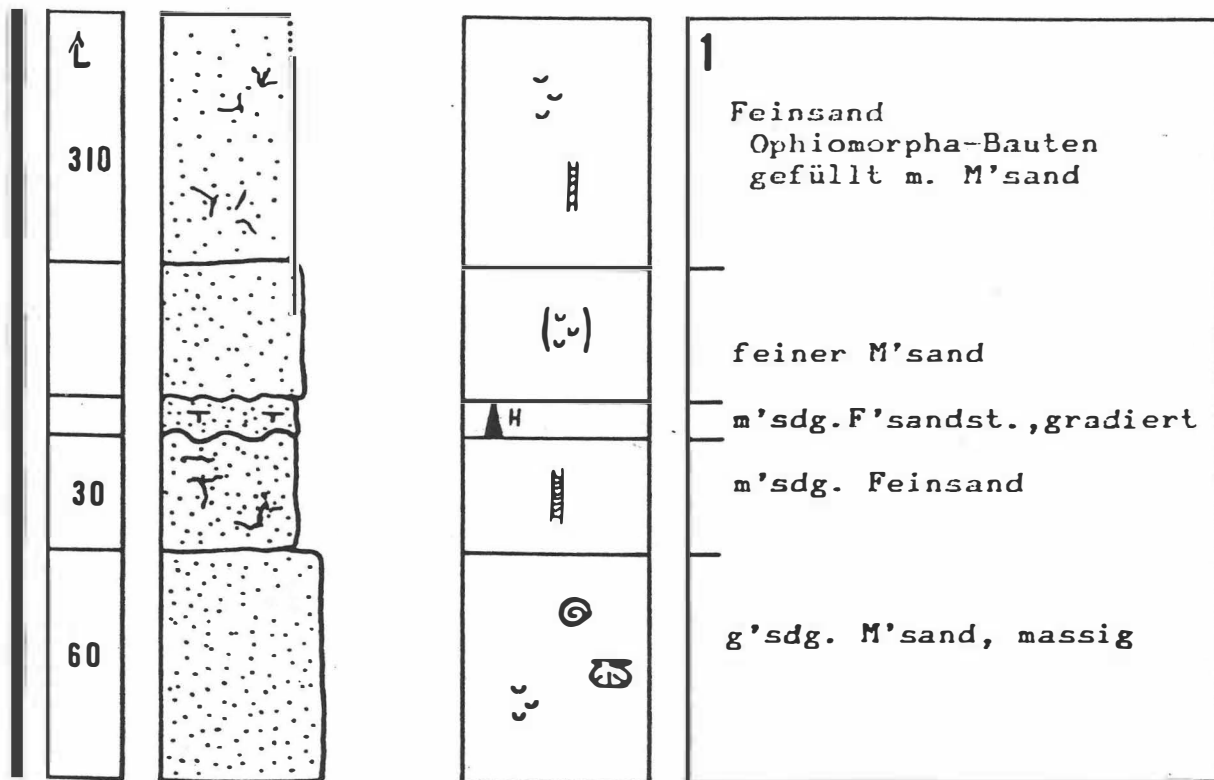 1
310
Feinsand
Ophiomorpha-Bauten
gefüllt m. M'sand
feiner M'sand
H
m'sdg.F'sandst.,gradiert
30
m'sdg. Feinsand
60
g'sdg. M'sand, massig